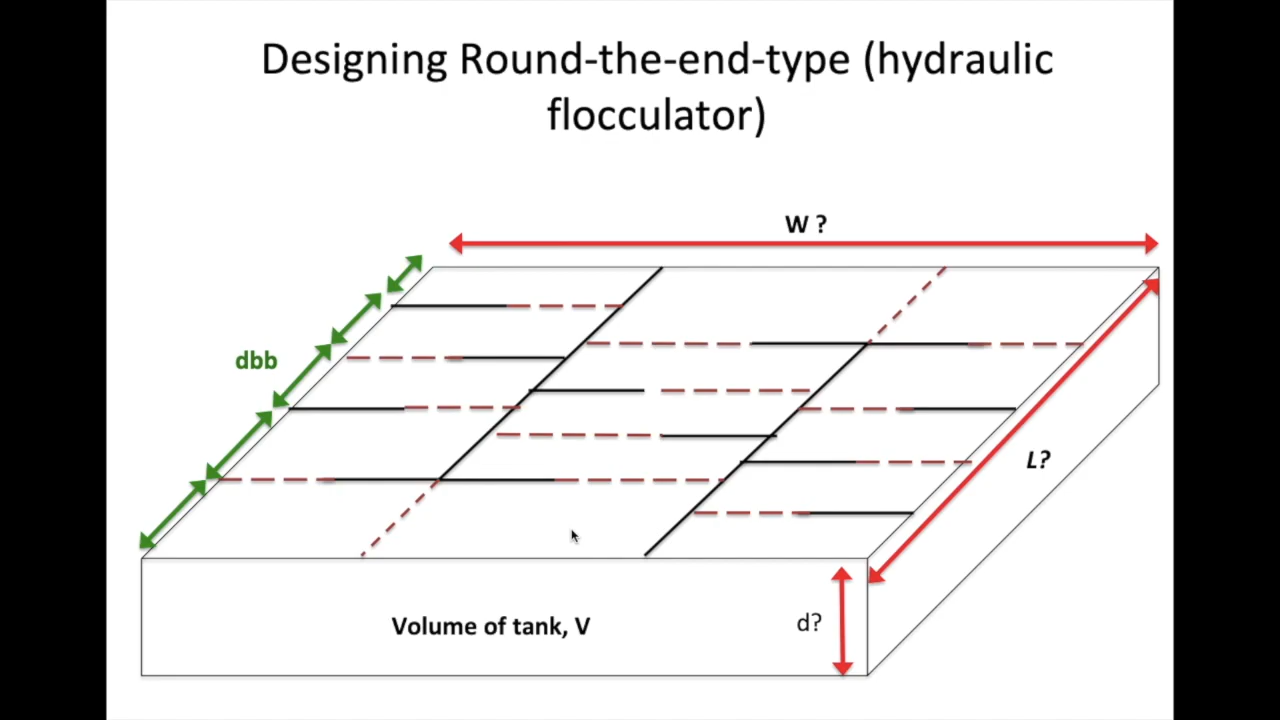 Designing Round-the-end-type (hydraulic
flocculator)
W ?
dbb
L?
d?
Volume of tank, V